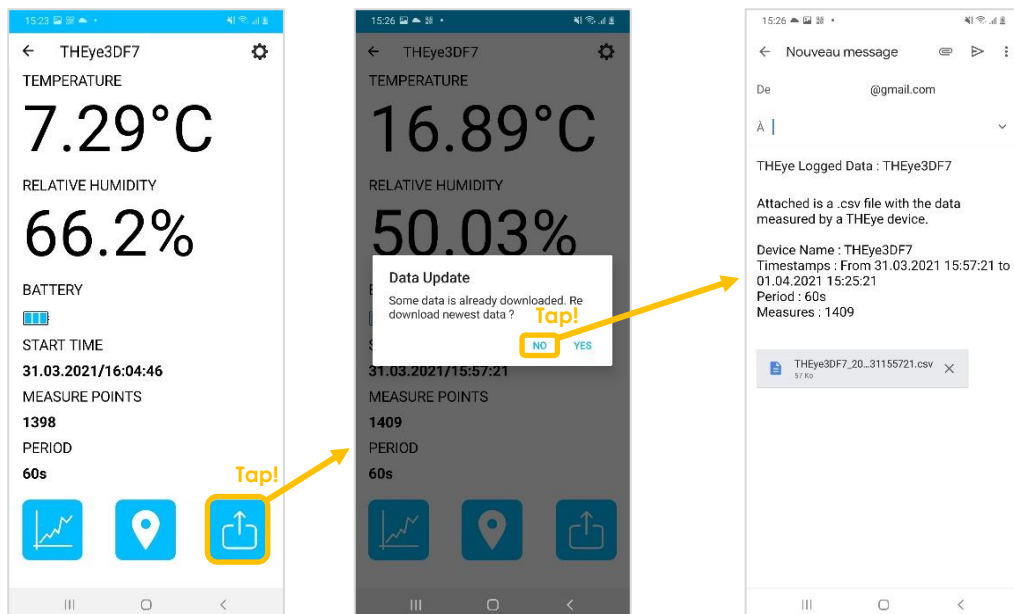 15:23
THEye3DF7
TEMPERATURE
7.29°C
RELATIVE HUMIDITY
66.2%
BATTERY
START TIME
31.03.2021/16:04:46
MEASURE POINTS
1398
PERIOD
60s
Tap!
15:26
THEye3DF7
TEMPERATURE
16.89°C
RELATIVE HUMIDITY
50.03%
Data Update
Some data is already downloaded. Re
download newest data ?
Tap!
NO YES
31.03.2021/15:57:21
MEASURE POINTS
1409
PERIOD
60s
15:26
Nouveau message
De @gmail.com
À
THEye Logged Data : THEye3DF7
Attached is a .csv file with the data
measured by a THEye device.
Device Name : THEye3DF7
Timestamps : From 31.03.2021 15:57:21 to
01.04.2021 15:25:21
Period : 60s
Measures : 1409
THEye3DF7_20...31155721.csv
57 Ko